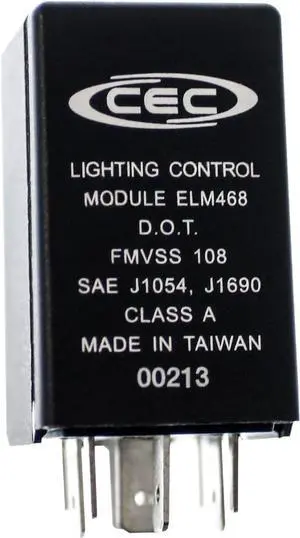 CEC
LIGHTING CONTROL
MODULE ELM468
D.O.T.
FMVSS 108
SAE J1054, J1690
CLASS A
MADE IN TAIWAN
00213